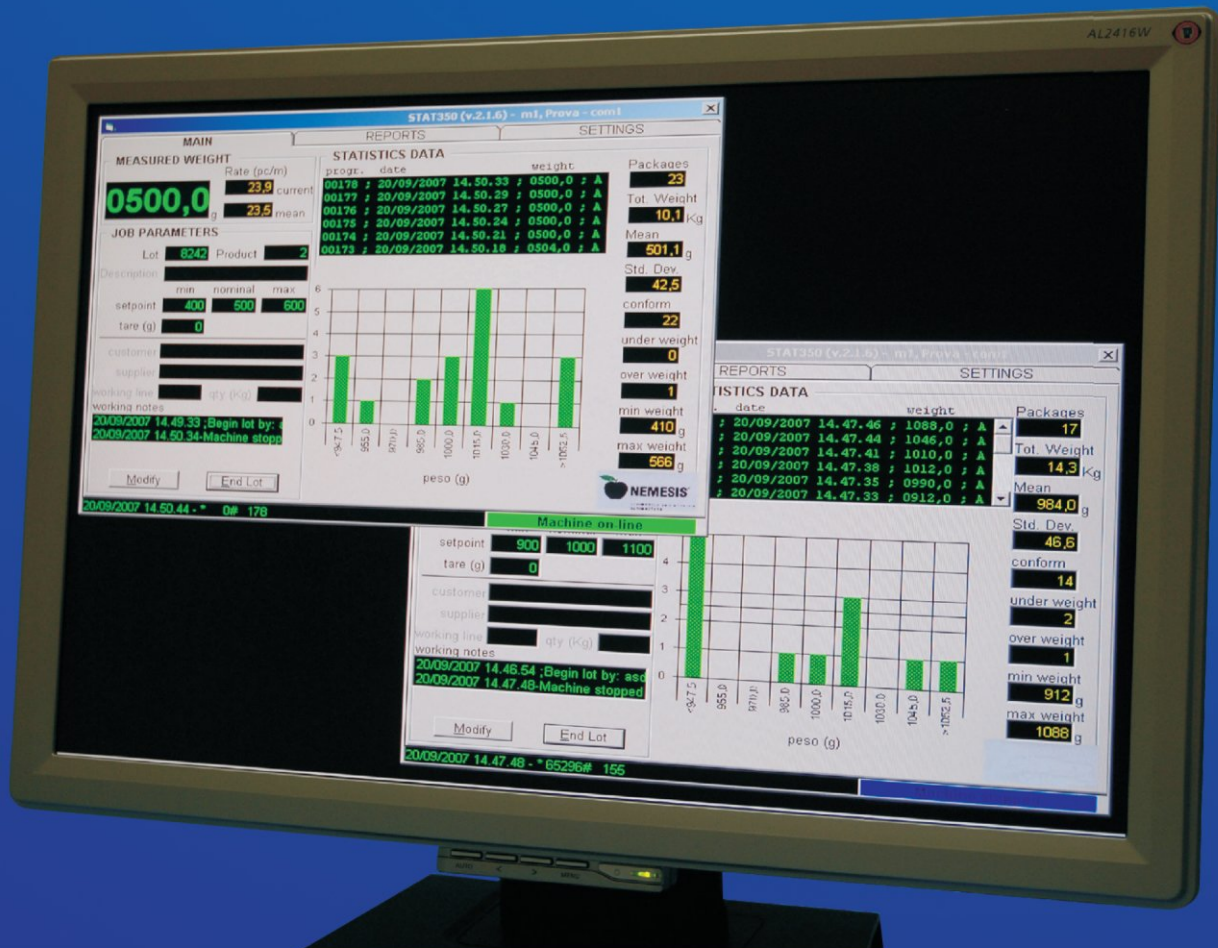 AL2416W
STAT350 (v.2.1.6) - m1, Prova - com1
MAIN REPORTS SETTINGS
MEASURED WEIGHT
0500,0 g
Rate (pc/m)
23,9 current
23,5 mean
JOB PARAMETERS
Lot 8242 Product 2
Description
min nominal max
setpoint 400 500 600
tare (g) 0
customer
supplier
working line qty (Kg)
working notes
20/09/2007 14.49.33 ;Begin lot by:
20/09/2007 14.50.34-Machine stopp
Modify End Lot
20/09/2007 14.50.44 - * 0# 178
STATISTICS DATA
progr. date weight
00178 ; 20/09/2007 14.50.33 ; 0500,0 ; A
00177 ; 20/09/2007 14.50.29 ; 0500,0 ; A
00176 ; 20/09/2007 14.50.27 ; 0500,0 ; A
00175 ; 20/09/2007 14.50.24 ; 0500,0 ; A
00174 ; 20/09/2007 14.50.21 ; 0500,0 ; A
00173 ; 20/09/2007 14.50.18 ; 0504,0 ; A
6
5
4
3
2
1
0
<947,5 955,0 970,0 985,0 1000,0 1015,0 1030,0 1045,0 >1052,5
peso (g)
Packages
23
Tot. Weight
10,1 Kg
Mean
501,1 g
Std. Dev.
42,5
conform
22
under weight
0
over weight
1
min weight
410 g
max weight
566 g
NEMESIS
Machine on line
STAT350 (v.2.1.6) - m1, Prova - com1
REPORTS SETTINGS
TISTICS DATA
date weight
; 20/09/2007 14.47.46 ; 1088,0 ; A
; 20/09/2007 14.47.44 ; 1046,0 ; A
; 20/09/2007 14.47.41 ; 1010,0 ; A
; 20/09/2007 14.47.38 ; 1012,0 ; A
; 20/09/2007 14.47.35 ; 0990,0 ; A
; 20/09/2007 14.47.33 ; 0912,0 ; A
setpoint 900 1000 1100
tare (g) 0
customer
supplier
working line qty (Kg)
working notes
20/09/2007 14.46.54 ;Begin lot by: asd
20/09/2007 14.47.48-Machine stopped
Modify End Lot
20/09/2007 14.47.48 - * 65296# 155
4
3
2
1
0
<947,5 955,0 970,0 985,0 1000,0 1015,0 1030,0 1045,0 >1052,5
peso (g)
Packages
17
Tot. Weight
14,3 Kg
Mean
984,0 g
Std. Dev.
46,6
conform
14
under weight
2
over weight
1
min weight
912 g
max weight
1088 g
AUTO < > MENU